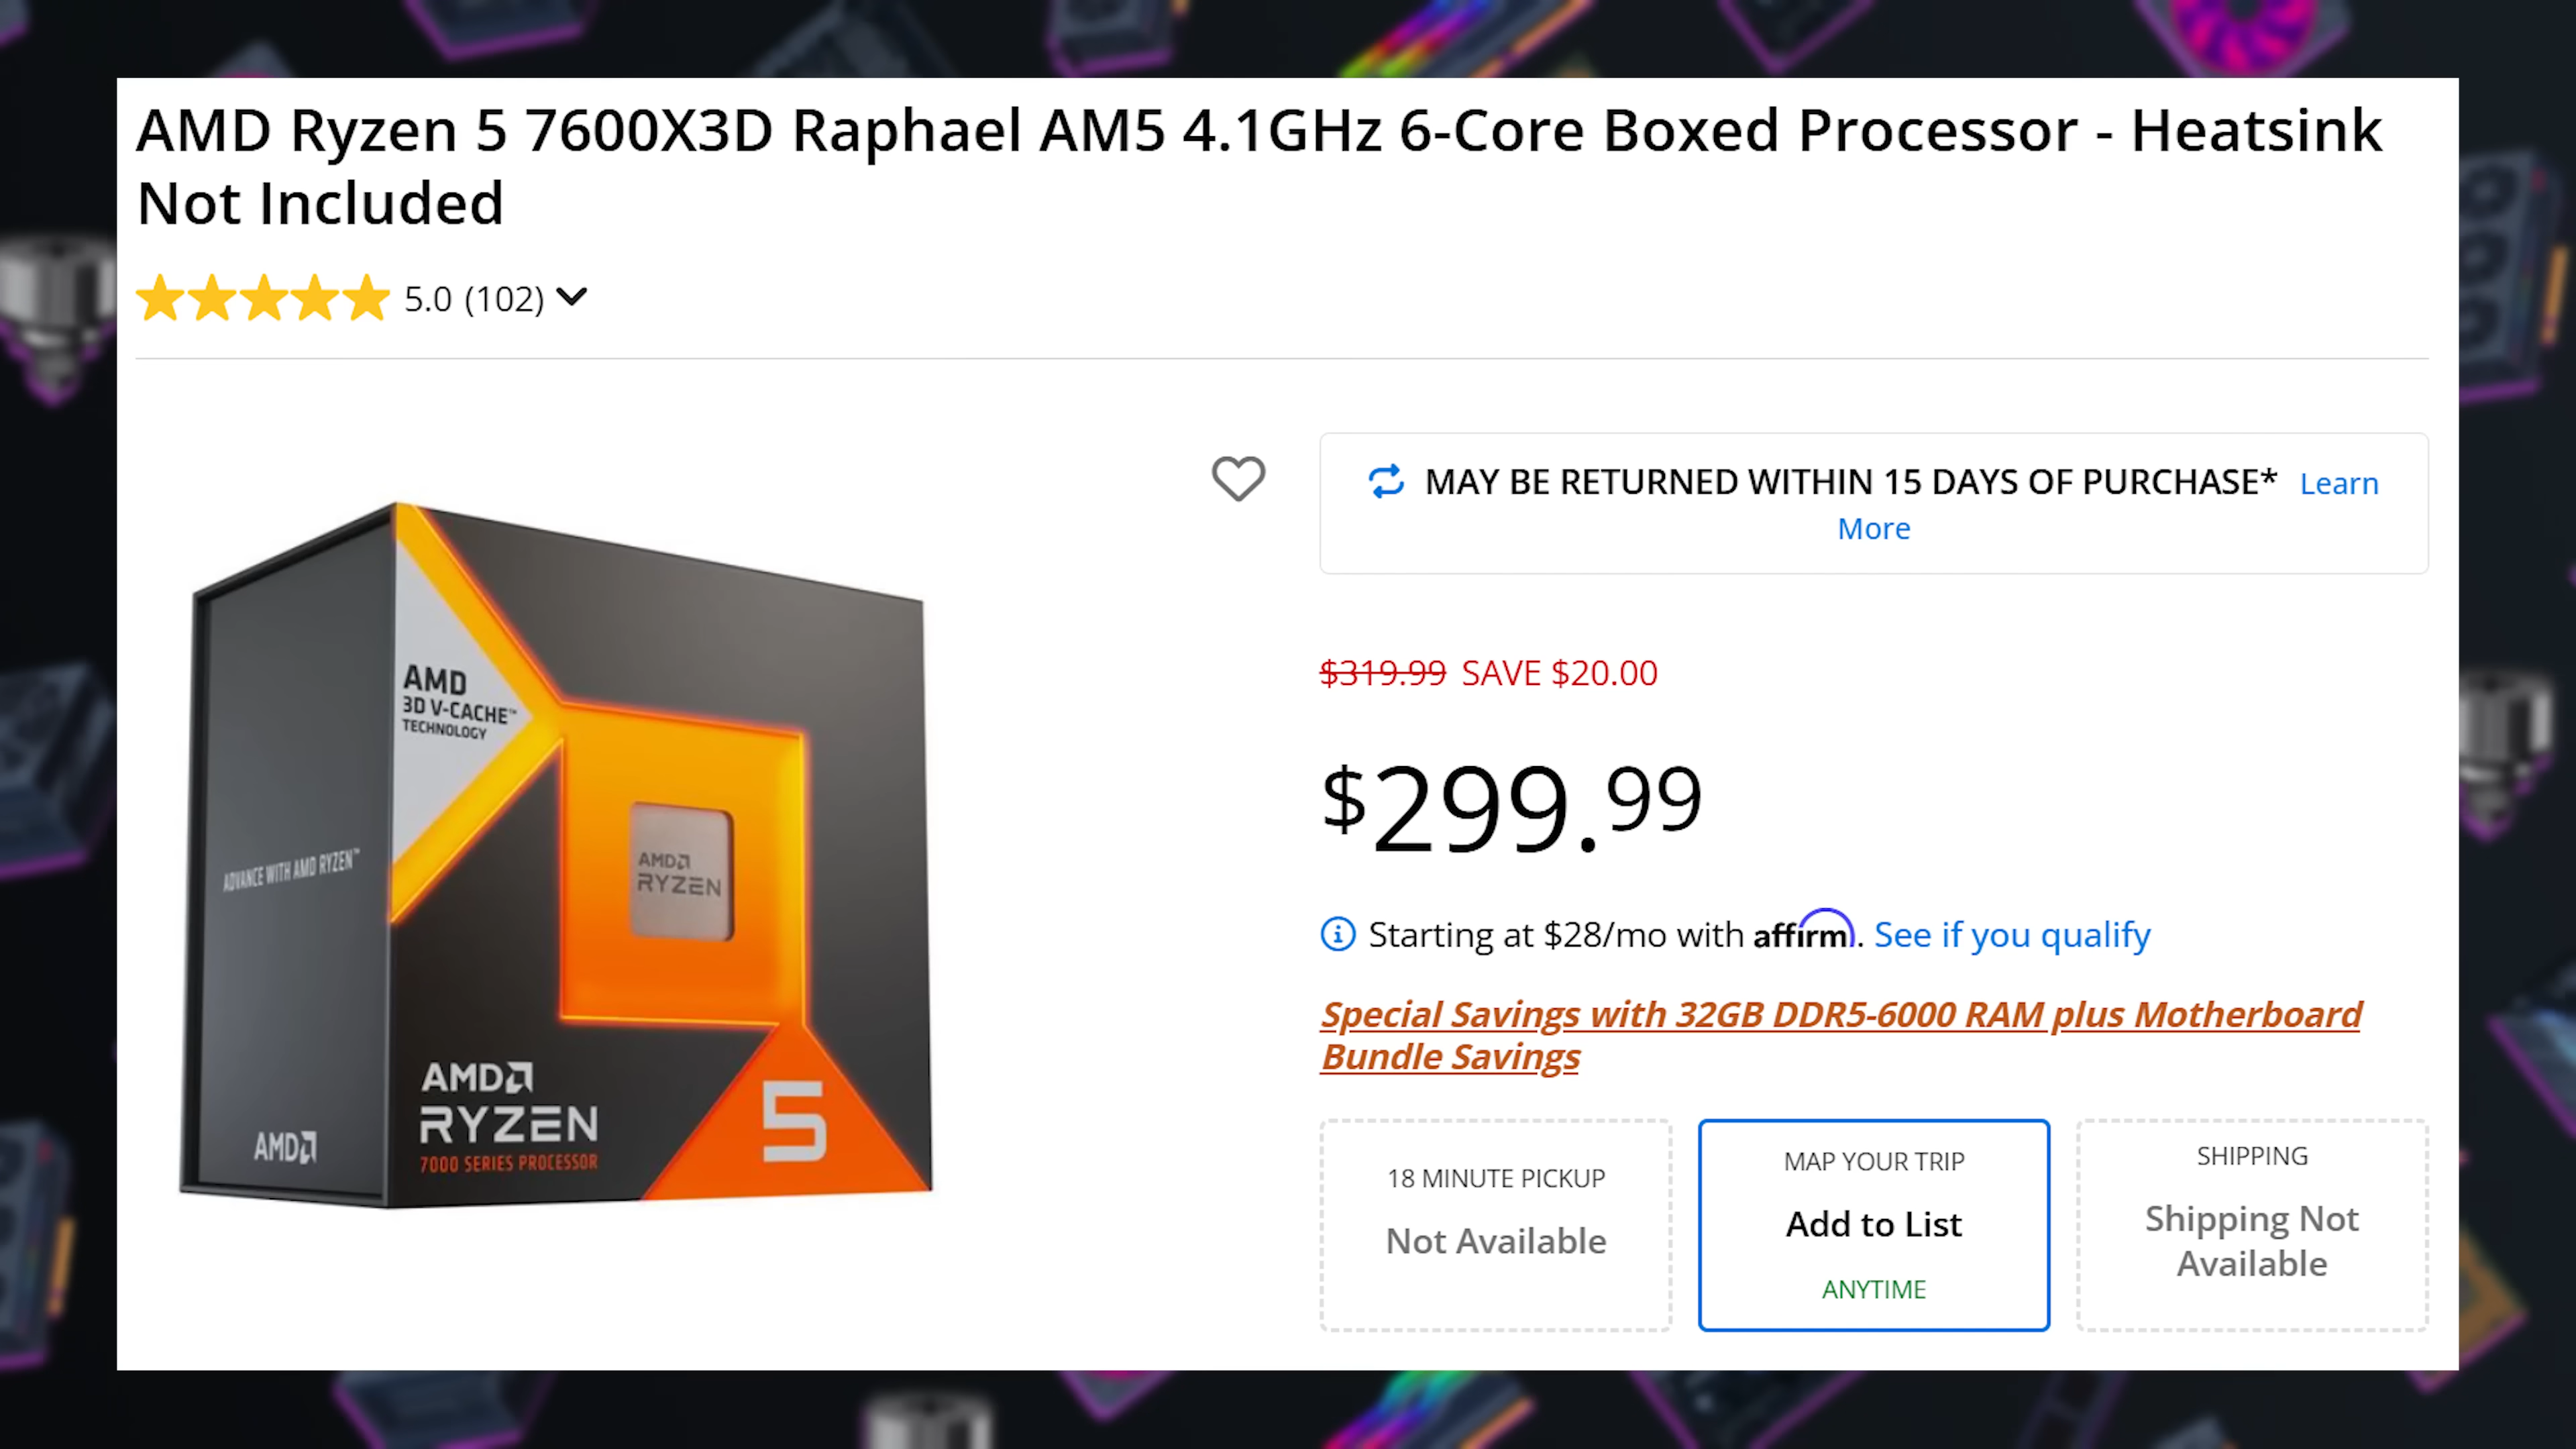 AMD Ryzen 5 7600X3D Raphael AM5 4.1GHz 6-Core Boxed Processor - Heatsink
Not Included
5.0 (102)
MAY BE RETURNED WITHIN 15 DAYS OF PURCHASE* Learn
More
$319.99 SAVE $20.00
$299.99
Starting at $28/mo with affirm. See if you qualify
Special Savings with 32GB DDR5-6000 RAM plus Motherboard
Bundle Savings
18 MINUTE PICKUP
Not Available
MAP YOUR TRIP
Add to List
ANYTIME
SHIPPING
Shipping Not
Available
AMD
3D V-CACHE™
TECHNOLOGY
AMD
RYZEN
ADVANCE WITH AMD RYZEN™
AMD
AMD
RYZEN
7000 SERIES PROCESSOR
5